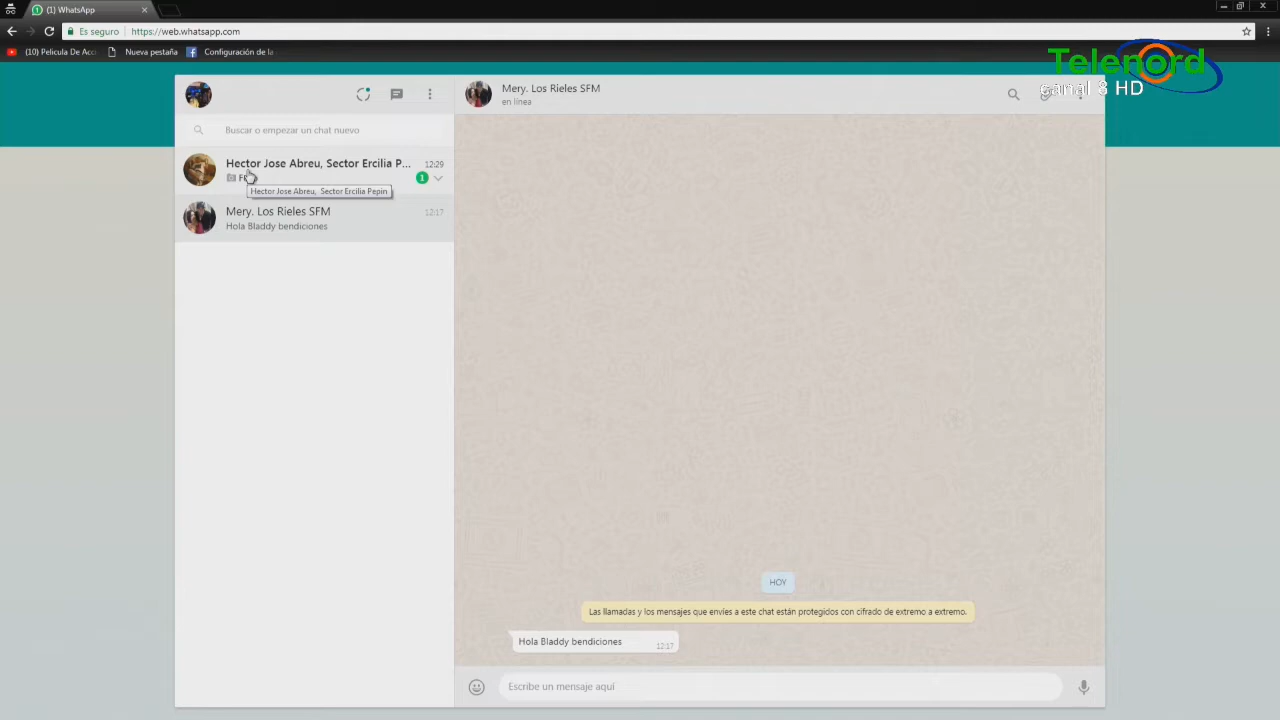 (1) WhatsApp
Es seguro
https://web.whatsapp.com
(10) Pelicula De Acc
Nueva pestaña
Configuración de la
Telenord
canal 8 HD
Mery. Los Rieles SFM
en línea
Buscar o empezar un chat nuevo
Hector Jose Abreu, Sector Ercilia P...
12:29
1
Hector Jose Abreu, Sector Ercilia Pepin
Mery. Los Rieles SFM
12:17
Hola Bladdy bendiciones
HOY
Las llamadas y los mensajes que envíes a este chat están protegidos con cifrado de extremo a extremo.
Hola Bladdy bendiciones
12:17
Escribe un mensaje aquí